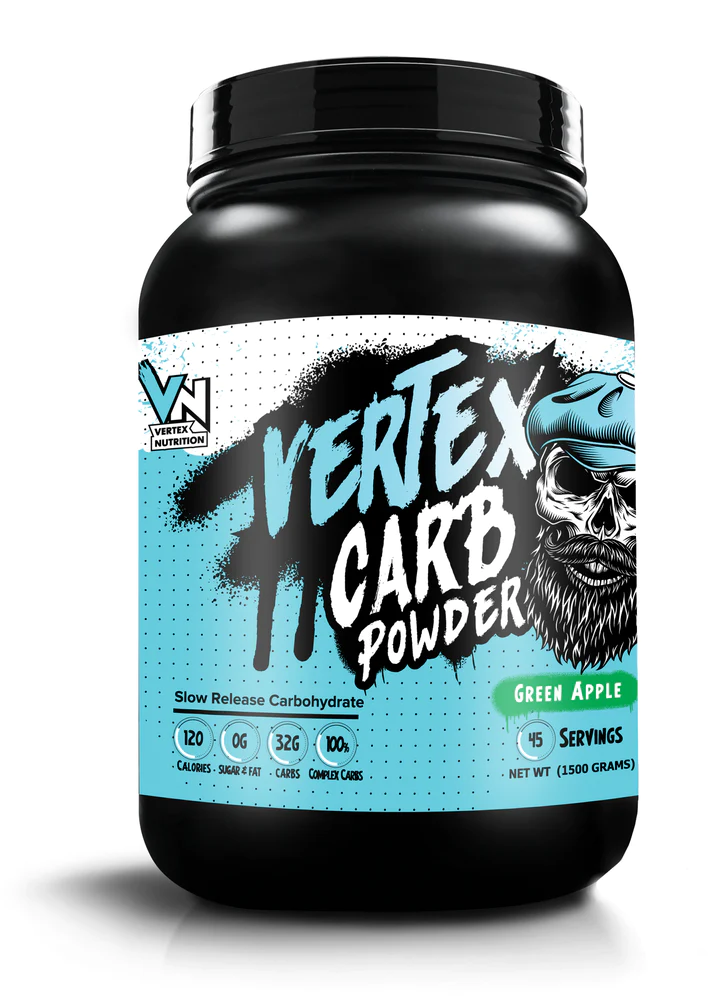 VN
VERTEX
NUTRITION
VERTEX
CARB
POWDER
GREEN APPLE
Slow Release Carbohydrate
120 0G 32G 100%
CALORIES SUGAR & FAT CARBS COMPLEX CARBS
45 SERVINGS
NET WT (1500 GRAMS)